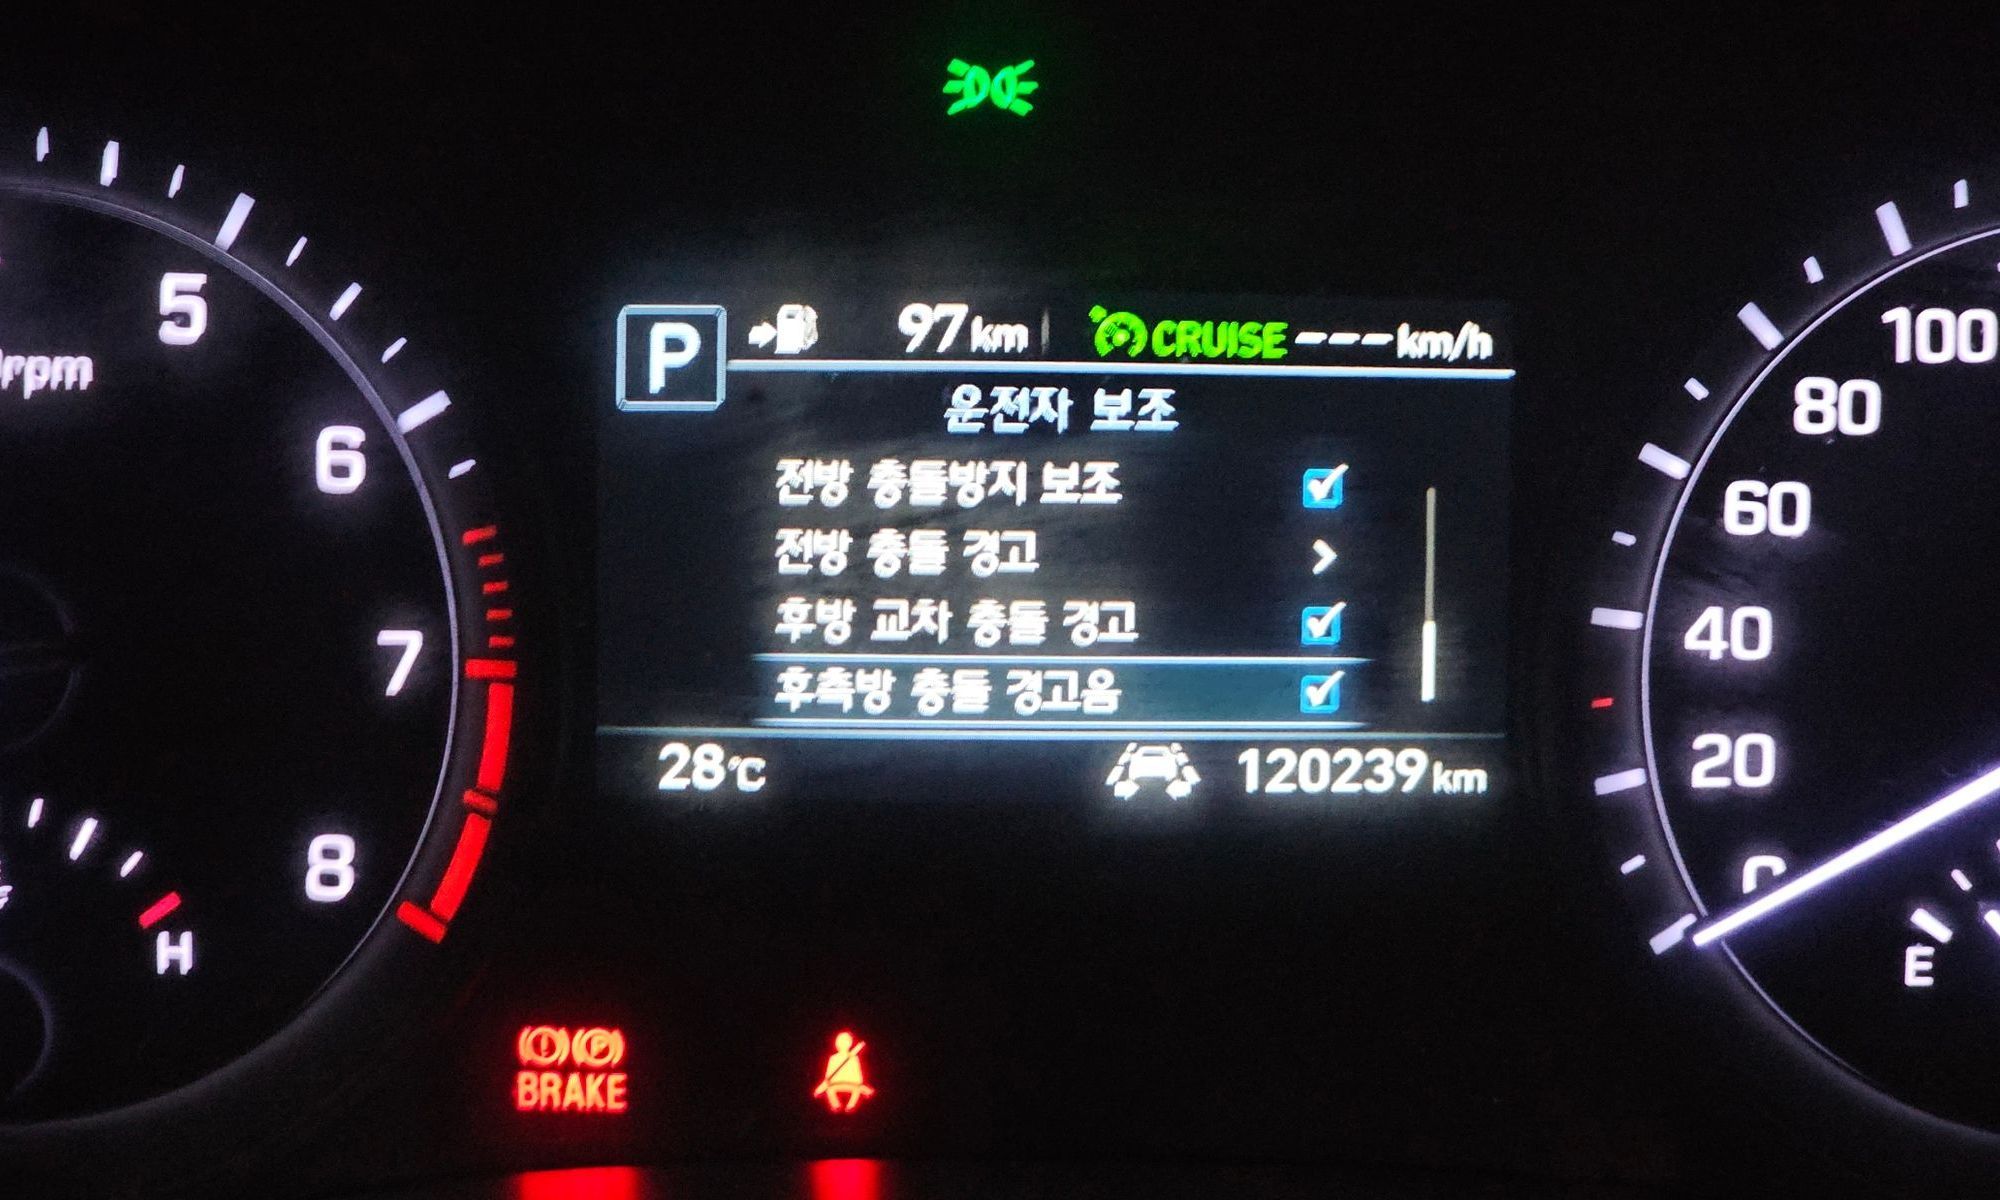 5
rpm
6
7
8
H
P
97 km
CRUISE ---km/h
운전자 보조
전방 충돌방지 보조
전방 충돌 경고
후방 교차 충돌 경고
후측방 충돌 경고음
28°C
120239 km
100
80
60
40
20
0
E
(!) (P)
BRAKE